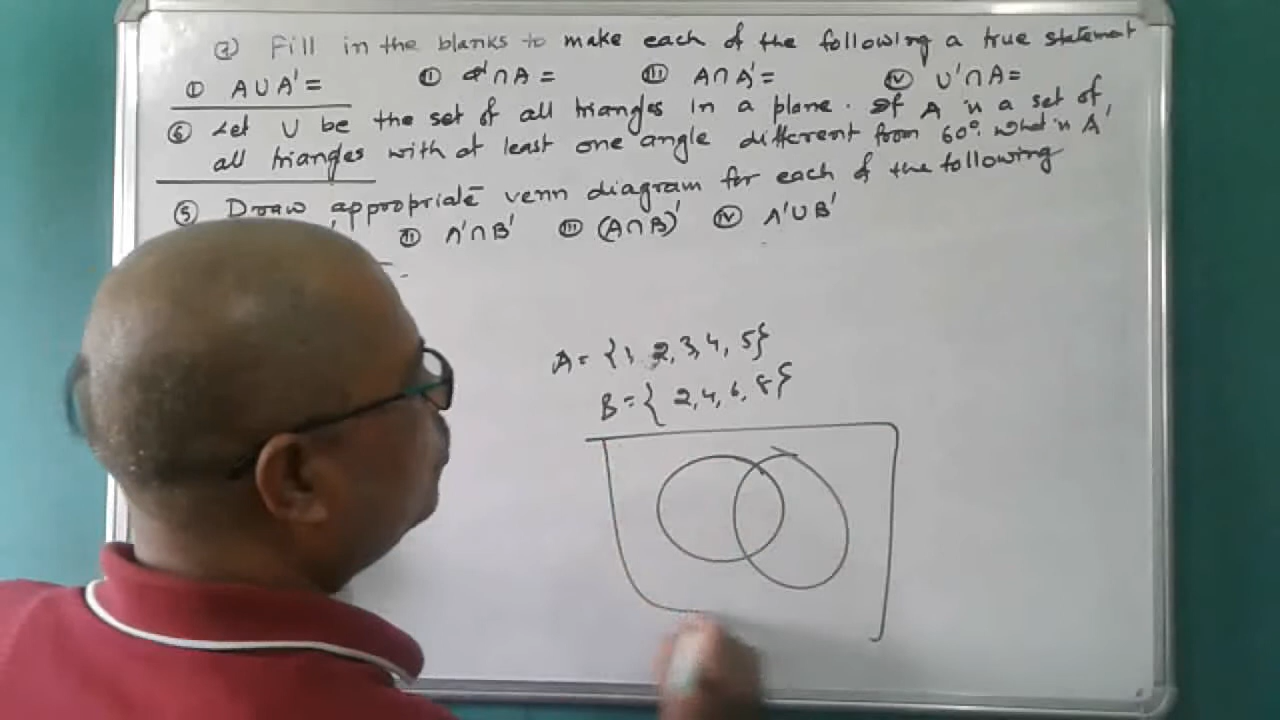 ⑦ Fill in the blanks to make each of the following a true statement
ⓘ A∪A'= ⓘⓘ φ'∩A= ⓘⓘⓘ A∩A'= ⓘⓥ U'∩A=
⑥ Let U be the set of all triangles in a plane. If A is a set of
all triangles with at least one angle different from 60°. What is A'
⑤ Draw appropriate venn diagram for each of the following
ⓘⓘ A'∩B' ⓘⓘⓘ (A∩B)' ⓘⓥ A'∪B'
A={1, 2,3,4,5}
B={ 2,4,6,8}